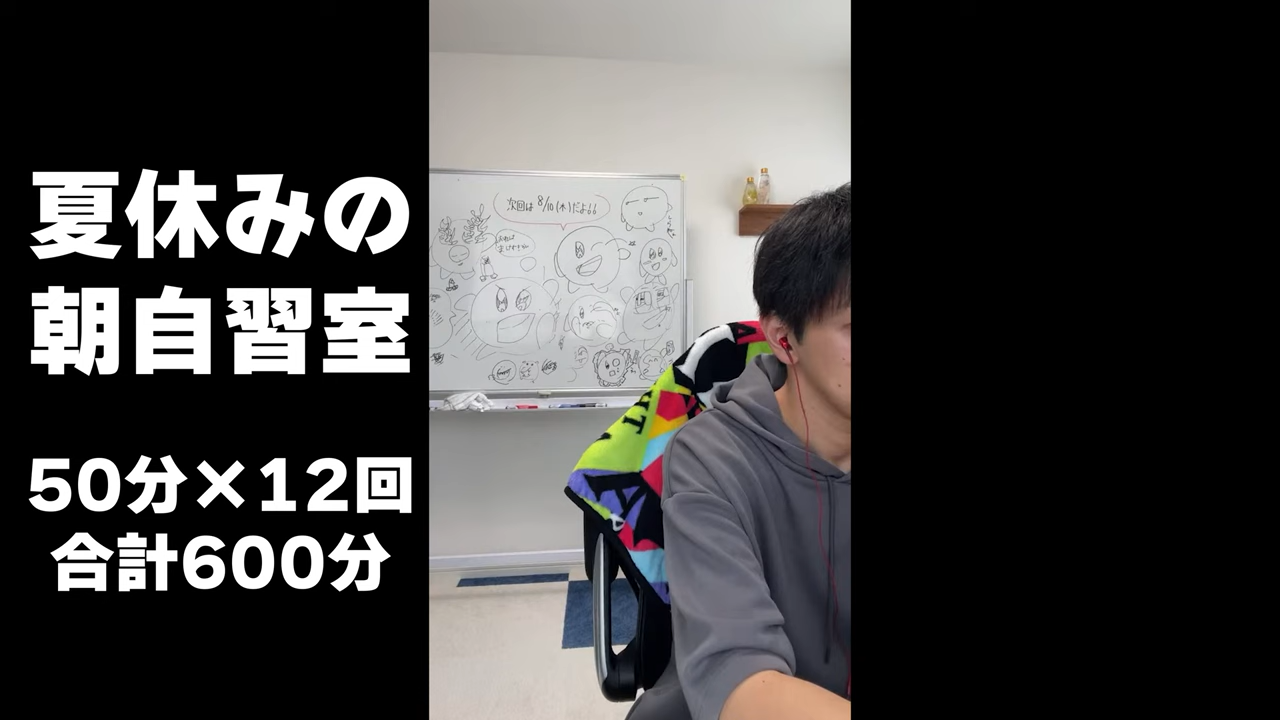 夏休みの
朝自習室
50分×12回
合計600分
次回は 8/10(木)だよ!!